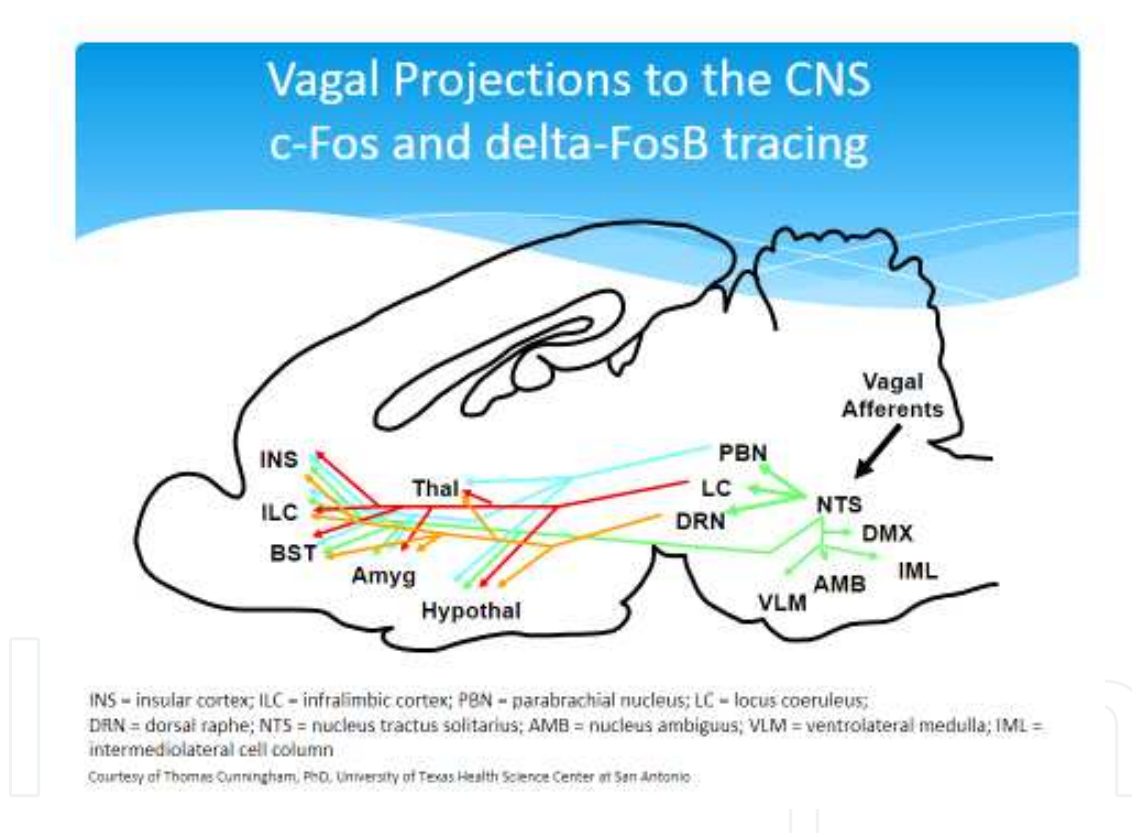 Vagal Projections to the CNS
c-Fos and delta-FosB tracing
Vagal
Afferents
INS
PBN
Thal
LC
NTS
ILC
DRN
DMX
BST
Amyg
IML
AMB
VLM
Hypothal
INS = insular cortex; ILC = infralimbic cortex; PBN = parabrachial nucleus; LC = locus coeruleus;
DRN = dorsal raphe; NTS = nucleus tractus solitarius; AMB = nucleus ambiguus; VLM = ventrolateral medulla; IML =
intermediolateral cell column
Courtesy of Thomas Cunningham, PhD, University of Texas Health Science Center at San Antonio